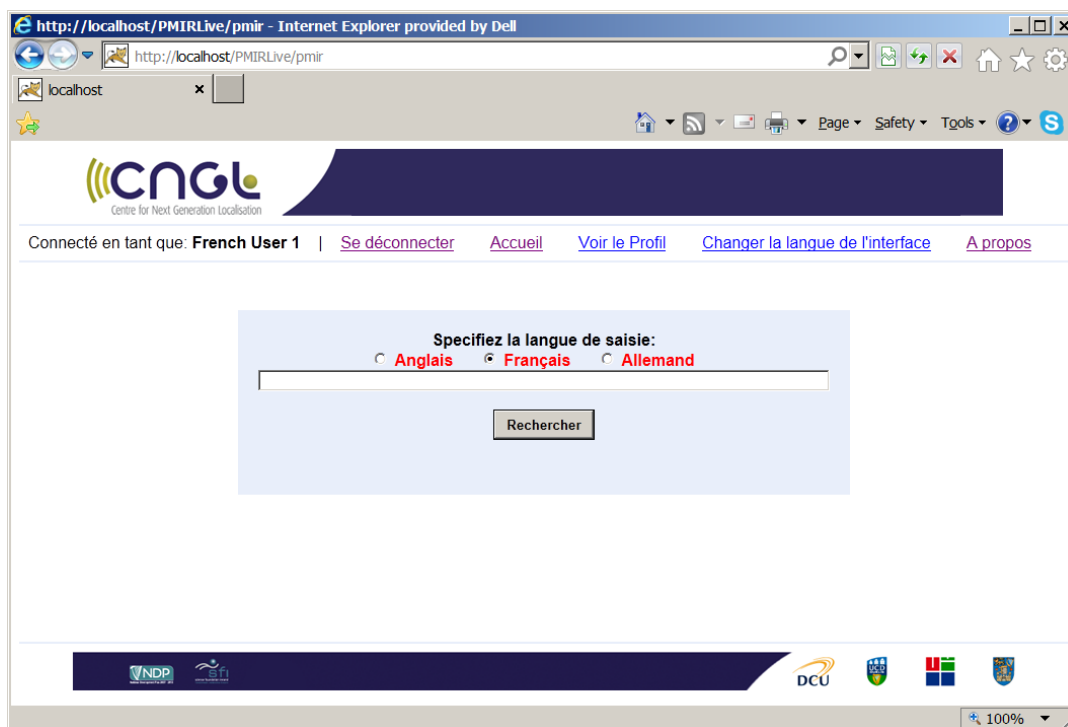 http://localhost/PMIRLive/pmir - Internet Explorer provided by Dell
http://localhost/PMIRLive/pmir
localhost
Page Safety Tools
CNGL
Centre for Next Generation Localisation
Connecté en tant que: French User 1 | Se déconnecter Accueil Voir le Profil Changer la langue de l'interface A propos
Specifiez la langue de saisie:
Anglais Français Allemand
Rechercher
NDP sfi DCU UCD
100%